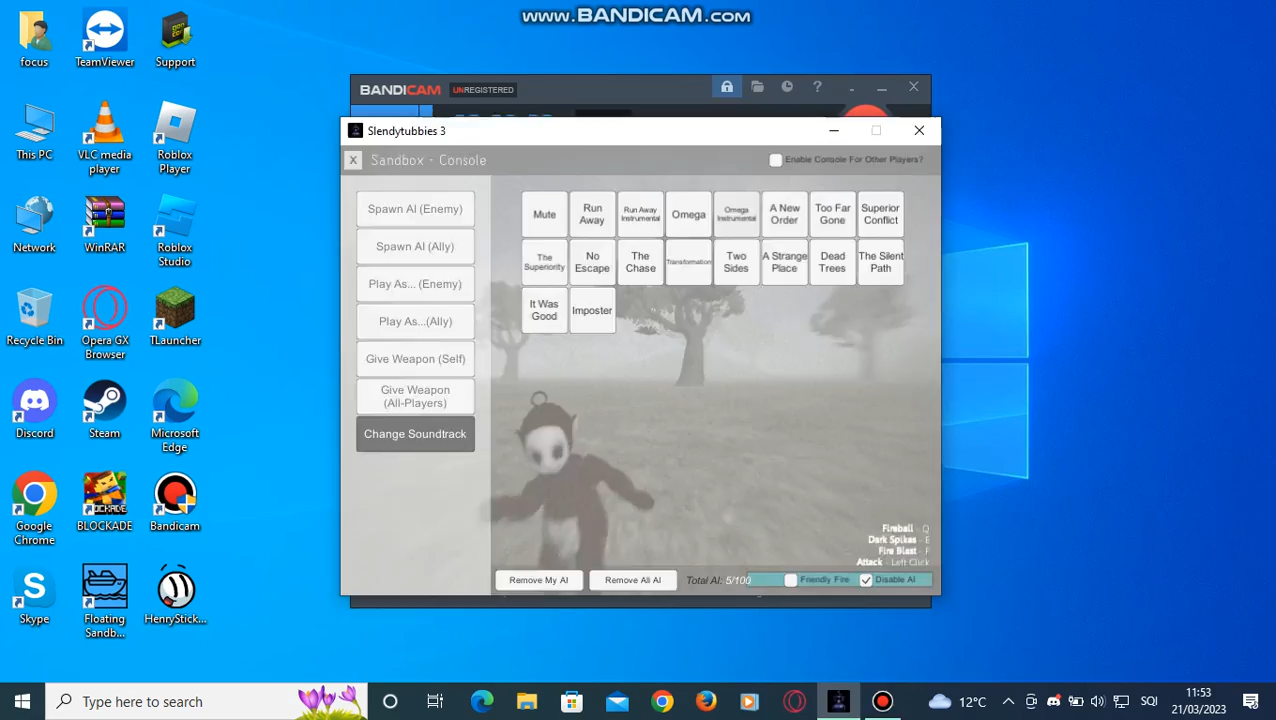 www.BANDICAM.com
focus
TeamViewer
Support
This PC
VLC media
player
Roblox
Player
Network
WinRAR
Roblox
Studio
Recycle Bin
Opera GX
Browser
TLauncher
Discord
Steam
Microsoft
Edge
Google
Chrome
BLOCKADE
Bandicam
Skype
Floating
Sandb...
HenryStick...
BANDICAM UNREGISTERED
Slendytubbies 3
X Sandbox - Console
Enable Console For Other Players?
Spawn AI (Enemy)
Spawn AI (Ally)
Play As... (Enemy)
Play As...(Ally)
Give Weapon (Self)
Give Weapon
(All-Players)
Change Soundtrack
Mute
Run
Away
Run Away
Instrumental
Omega
Omega
Instrumental
A New
Order
Too Far
Gone
Superior
Conflict
The
Superiority
No
Escape
The
Chase
Transformation
Two
Sides
A Strange
Place
Dead
Trees
The Silent
Path
It Was
Good
Imposter
Fireball - Q
Dark Spikes - E
Fire Blast - F
Attack - Left Click
Remove My AI
Remove All AI
Total AI: 5/100
Friendly Fire
Disable AI
Type here to search
12°C
SQI
11:53
21/03/2023